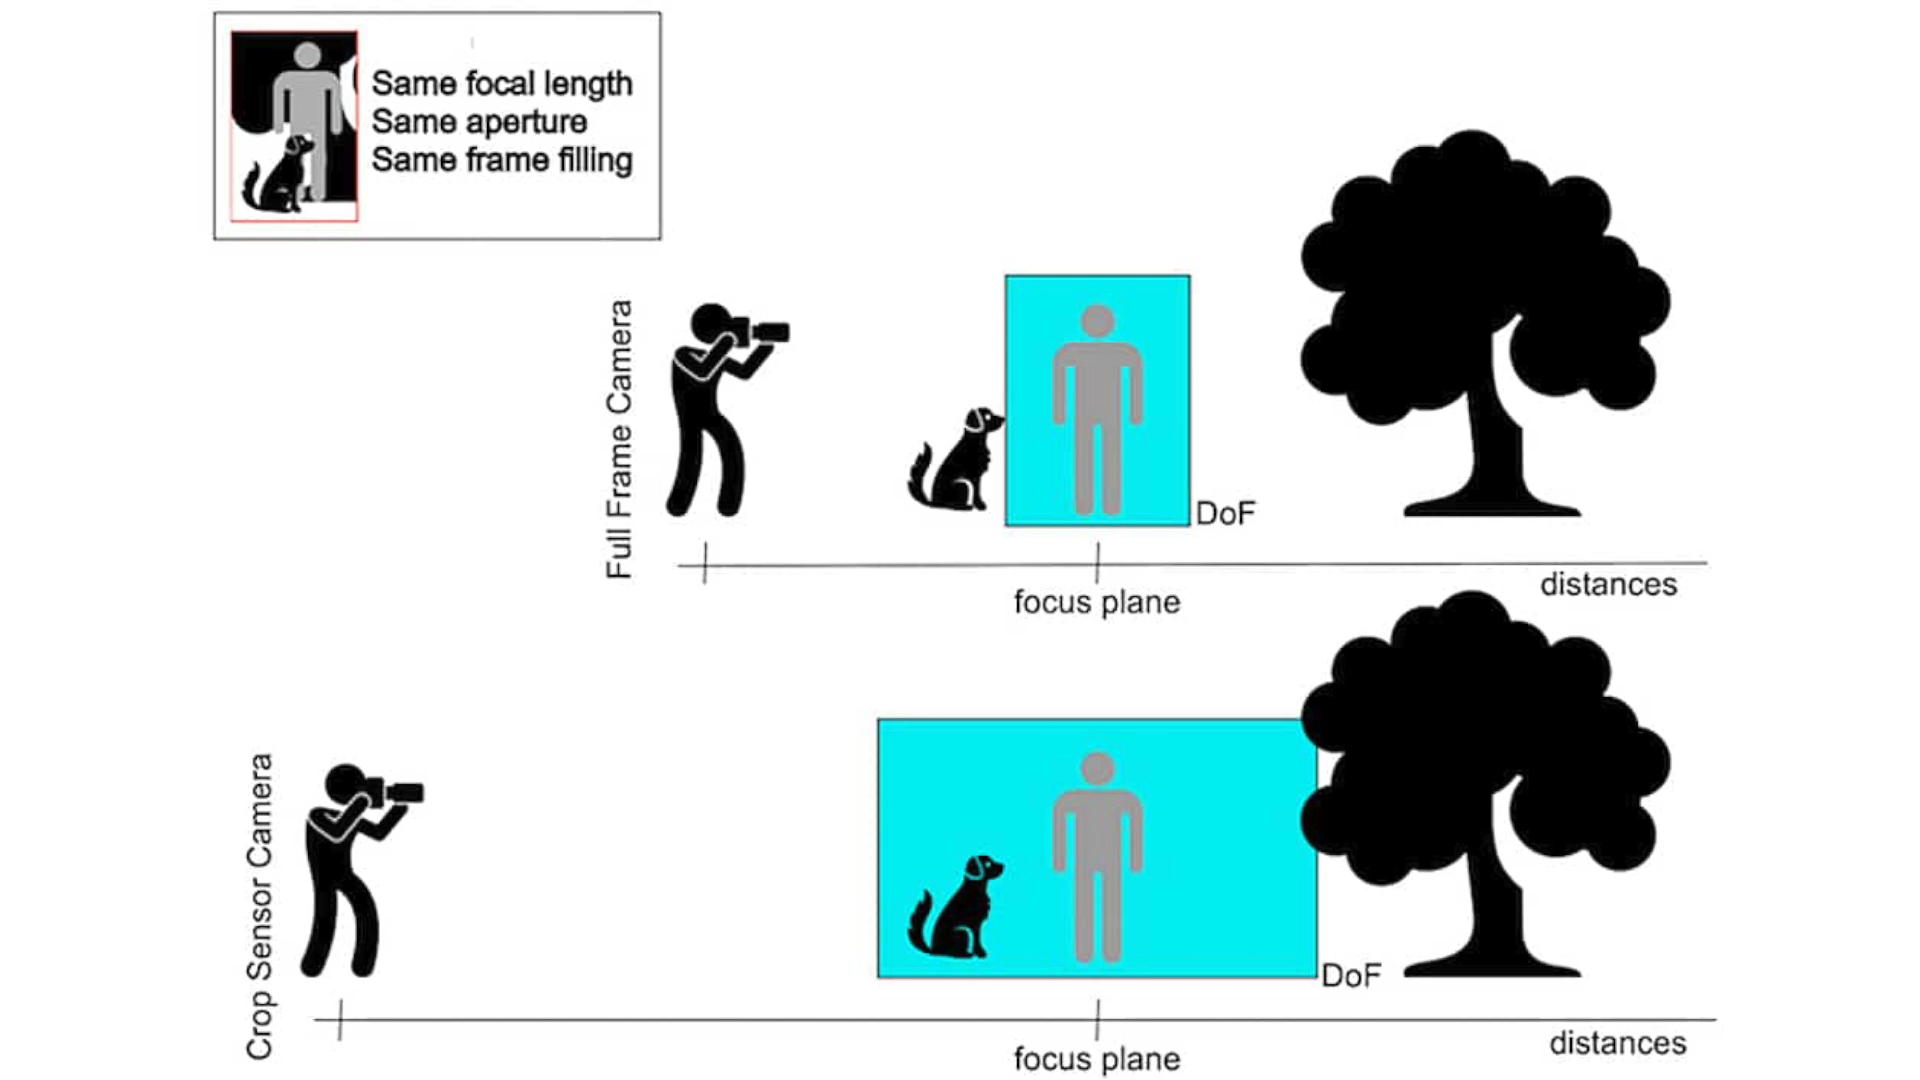 Same focal length
Same aperture
Same frame filling
Full Frame Camera
DoF
focus plane
distances
Crop Sensor Camera
DoF
focus plane
distances